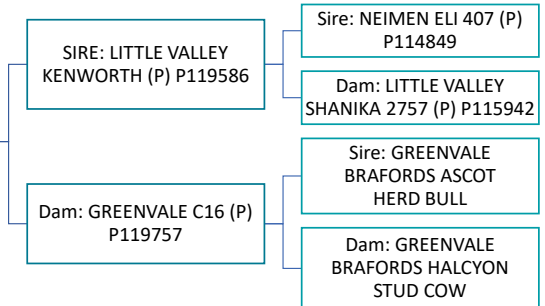 SIRE: LITTLE VALLEY
KENWORTH (P) P119586
Sire: NEIMEN ELI 407 (P)
P114849
Dam: LITTLE VALLEY
SHANIKA 2757 (P) P115942
Dam: GREENVALE C16 (P)
P119757
Sire: GREENVALE
BRAFORDS ASCOT
HERD BULL
Dam: GREENVALE
BRAFORDS HALCYON
STUD COW